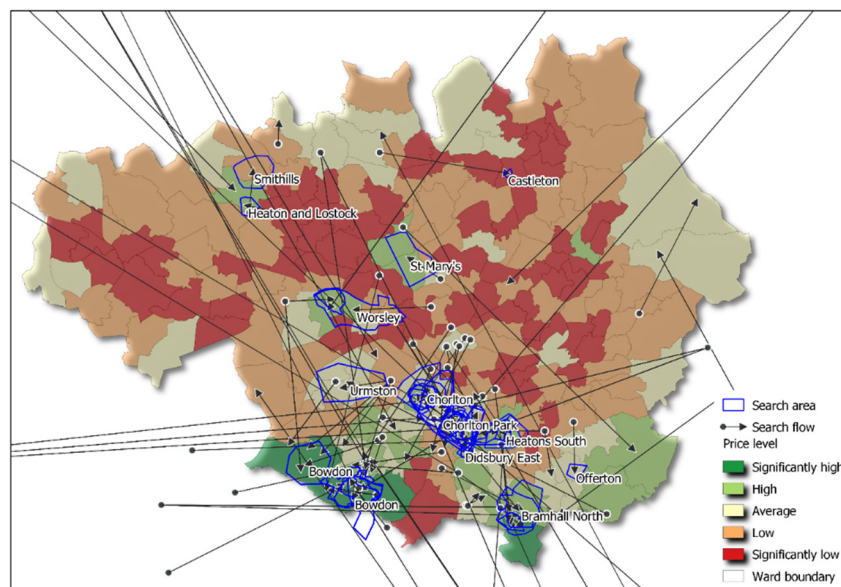 Smithills
Castleton
Heaton and Lostock
St Mary's
Worsley
Urmston
Chorlton
Chorlton Park
Heatons South
Didsbury East
Bowdon
Offerton
Bowdon
Bramhall North
Search area
Search flow
Price level
Significantly high
High
Average
Low
Significantly low
Ward boundary